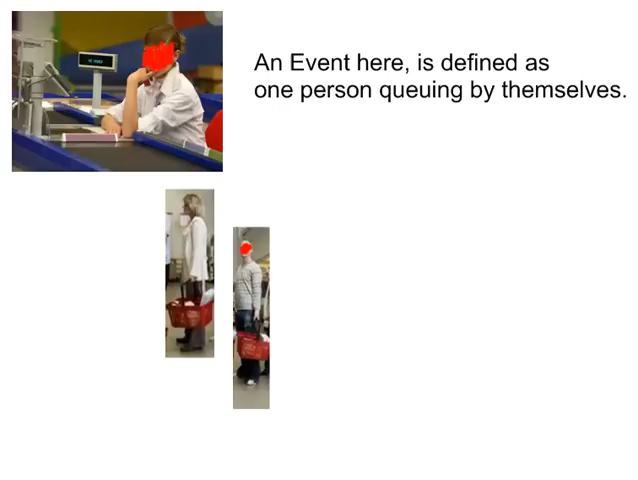 An Event here, is defined as
one person queuing by themselves.